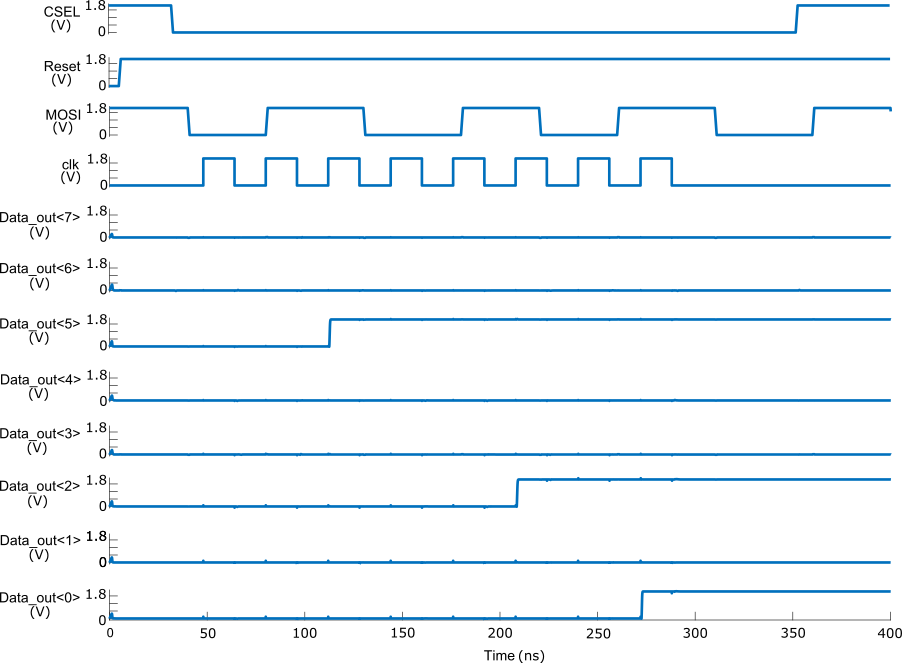 CSEL
(V)
1.8
0
Reset
(V)
1.8
0
MOSI
(V)
1.8
0
clk
(V)
1.8
0
Data_out<7>
(V)
1.8
0
Data_out<6>
(V)
1.8
0
Data_out<5>
(V)
1.8
0
Data_out<4>
(V)
1.8
0
Data_out<3>
(V)
1.8
0
Data_out<2>
(V)
1.8
0
Data_out<1>
(V)
1.8
0
Data_out<0>
(V)
1.8
0
0 50 100 150 200 250 300 350 400
Time (ns)